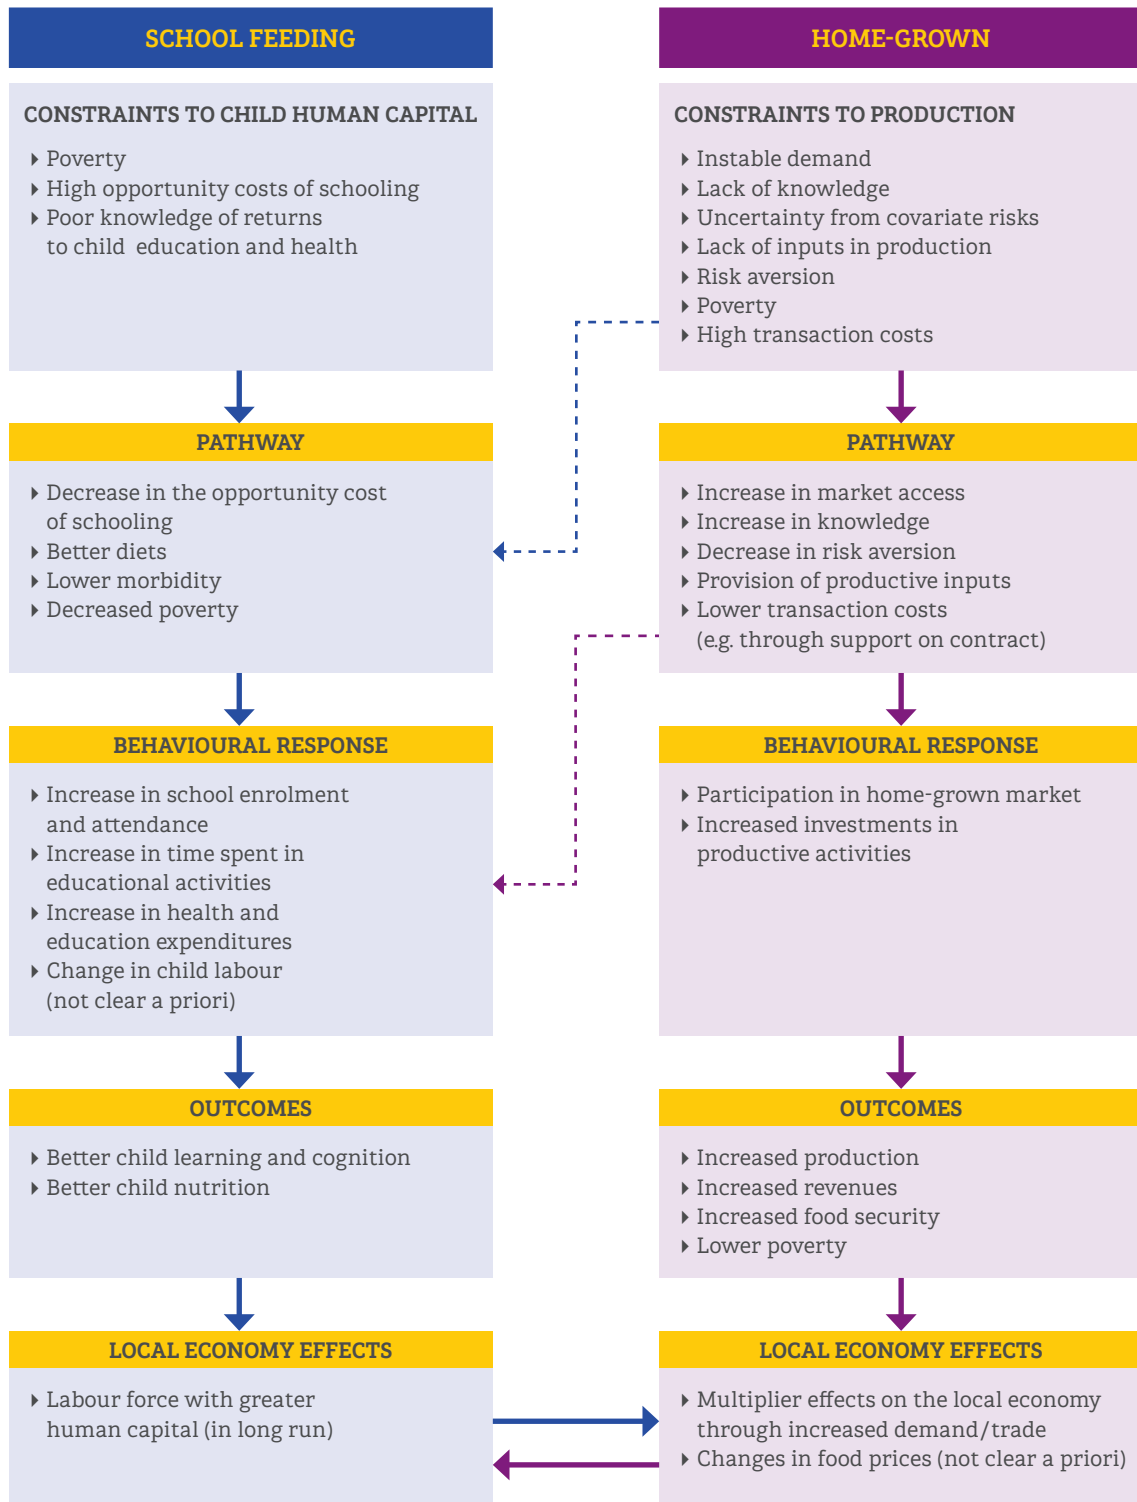 SCHOOL FEEDING
CONSTRAINTS TO CHILD HUMAN CAPITAL
Poverty
High opportunity costs of schooling
Poor knowledge of returns
to child education and health
PATHWAY
Decrease in the opportunity cost
of schooling
Better diets
Lower morbidity
Decreased poverty
BEHAVIOURAL RESPONSE
Increase in school enrolment
and attendance
Increase in time spent in
educational activities
Increase in health and
education expenditures
Change in child labour
(not clear a priori)
OUTCOMES
Better child learning and cognition
Better child nutrition
LOCAL ECONOMY EFFECTS
Labour force with greater
human capital (in long run)
HOME-GROWN
CONSTRAINTS TO PRODUCTION
Instable demand
Lack of knowledge
Uncertainty from covariate risks
Lack of inputs in production
Risk aversion
Poverty
High transaction costs
PATHWAY
Increase in market access
Increase in knowledge
Decrease in risk aversion
Provision of productive inputs
Lower transaction costs
(e.g. through support on contract)
BEHAVIOURAL RESPONSE
Participation in home-grown market
Increased investments in
productive activities
OUTCOMES
Increased production
Increased revenues
Increased food security
Lower poverty
LOCAL ECONOMY EFFECTS
Multiplier effects on the local economy
through increased demand/trade
Changes in food prices (not clear a priori)